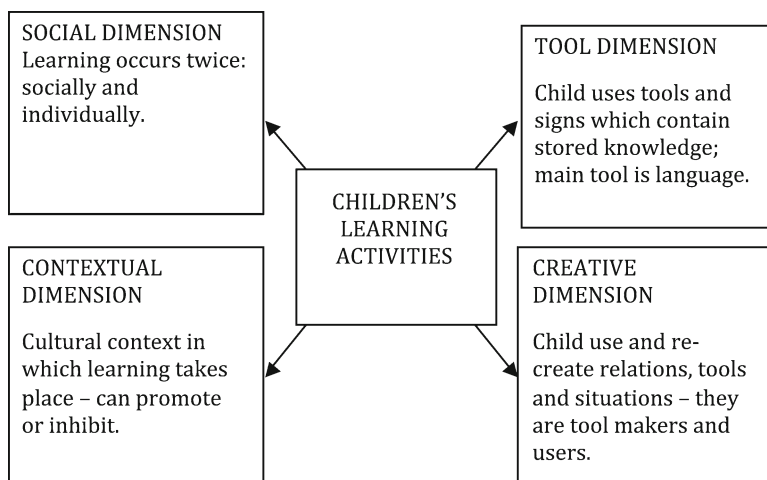 SOCIAL DIMENSION
Learning occurs twice:
socially and
individually.
TOOL DIMENSION
Child uses tools and
signs which contain
stored knowledge;
main tool is language.
CHILDREN’S
LEARNING
ACTIVITIES
CONTEXTUAL
DIMENSION
Cultural context in
which learning takes
place – can promote
or inhibit.
CREATIVE
DIMENSION
Child use and re-
create relations, tools
and situations – they
are tool makers and
users.